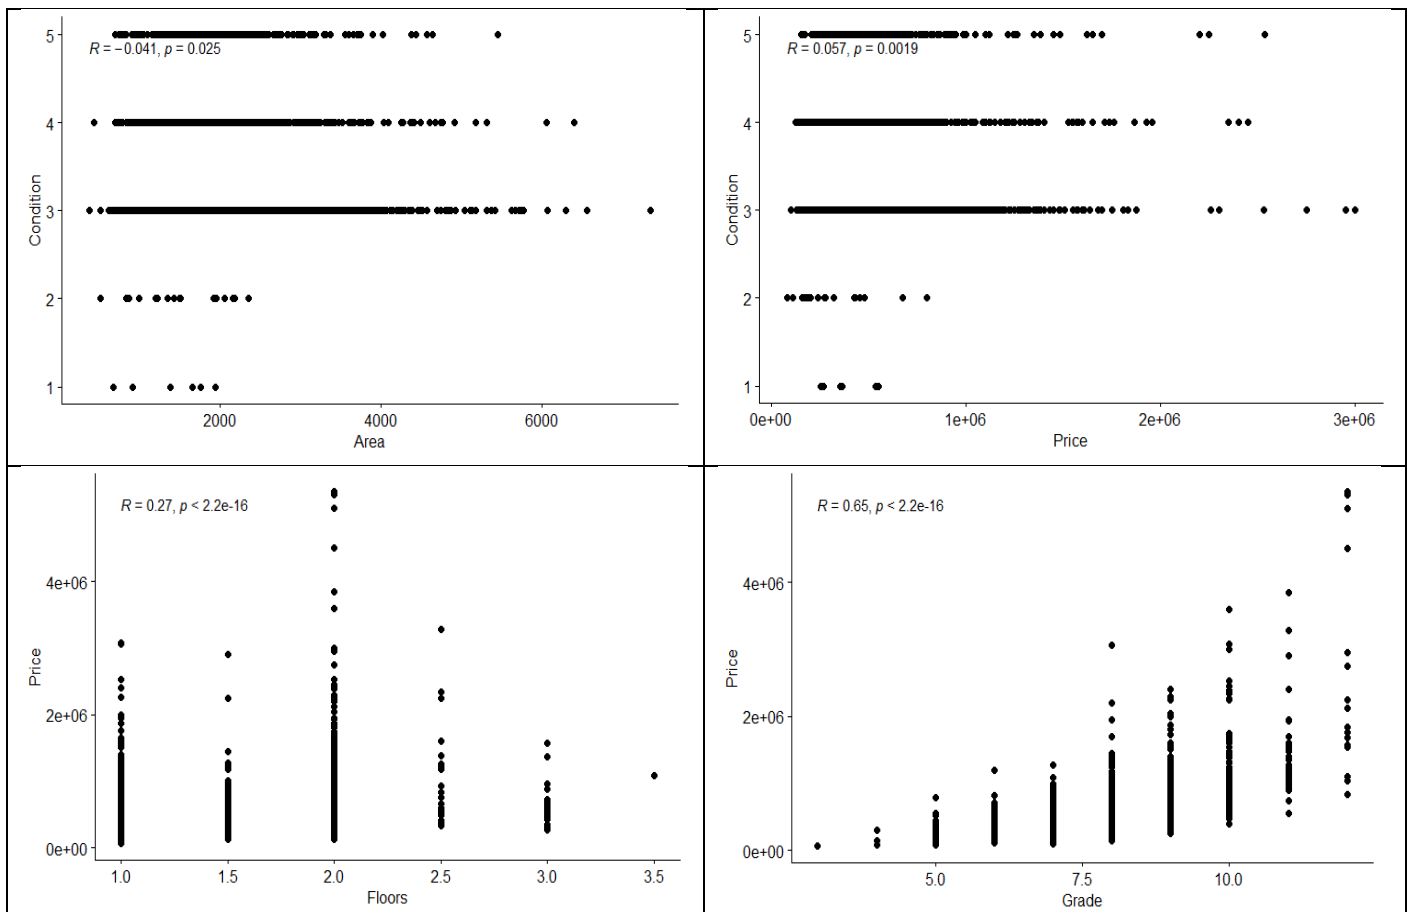 5
R = −0.041, p = 0.025
4
Condition
3
2
1
2000 4000 6000
Area
5
R = 0.057, p = 0.0019
4
Condition
3
2
1
0e+00 1e+06 2e+06 3e+06
Price
R = 0.27, p < 2.2e-16
4e+06
Price
2e+06
0e+00
1.0 1.5 2.0 2.5 3.0 3.5
Floors
R = 0.65, p < 2.2e-16
4e+06
Price
2e+06
0e+00
5.0 7.5 10.0
Grade